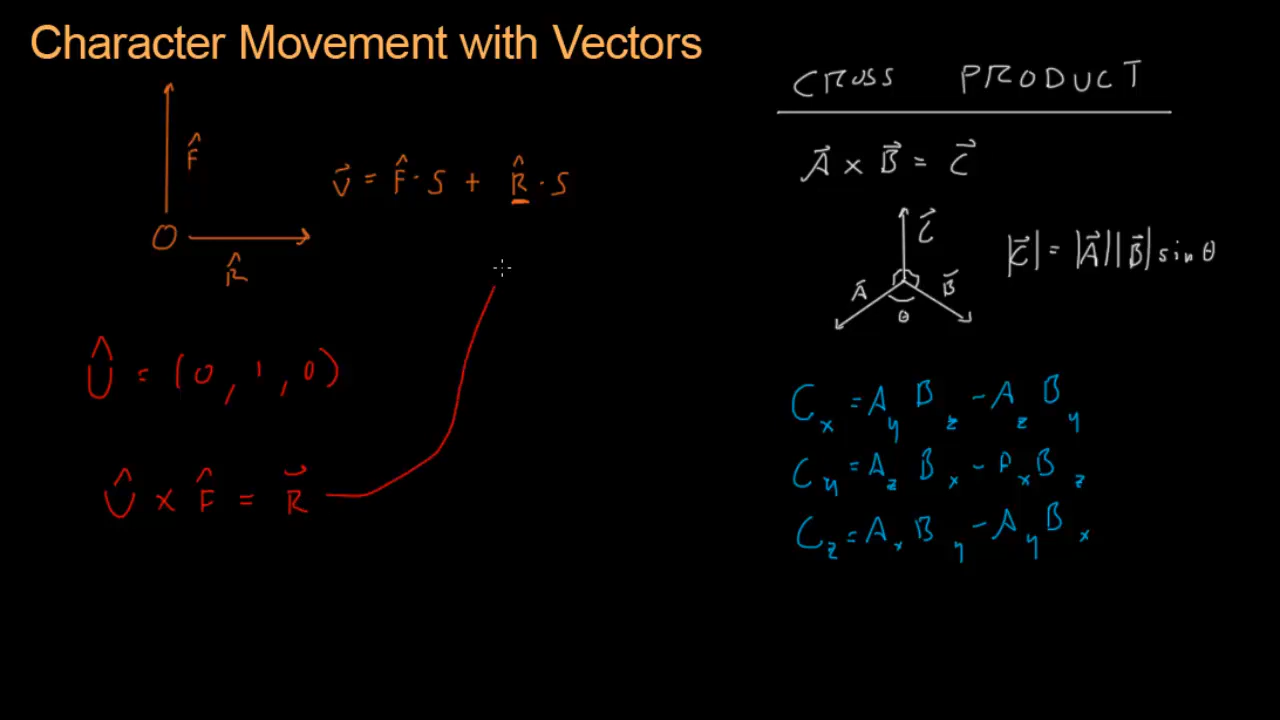 Character Movement with Vectors
F̂
O
R̂
V⃗ = F̂ · S + R̂ · S
Û = (0, 1, 0)
Û x F̂ = R⃗
CROSS PRODUCT
A⃗ x B⃗ = C⃗
C⃗
A⃗
B⃗
θ
|C⃗| = |A⃗||B⃗| sin θ
Cx = Ay Bz - Az By
Cy = Az Bx - Ax Bz
Cz = Ax By - Ay Bx